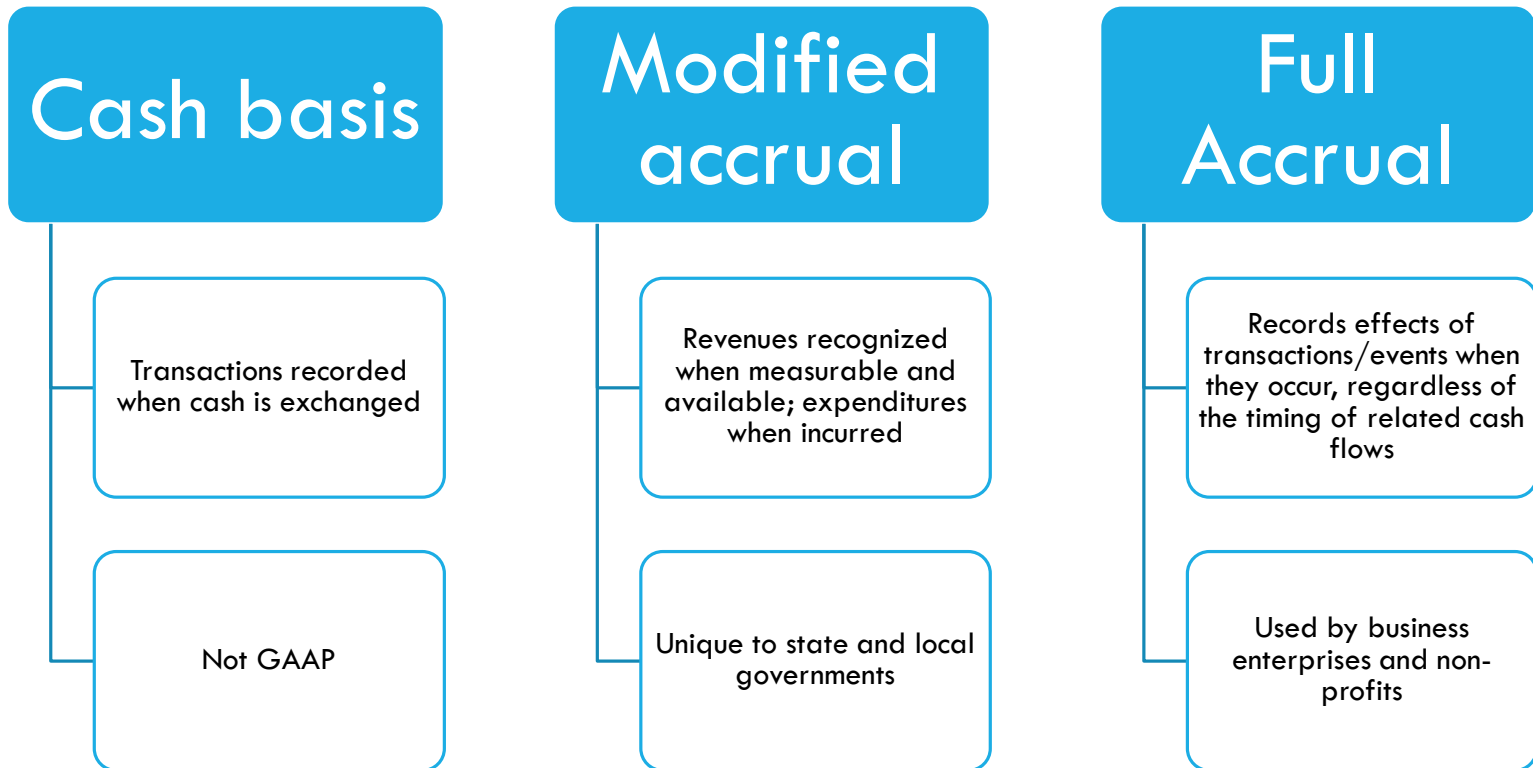 Cash basis
Transactions recorded
when cash is exchanged
Not GAAP
Modified
accrual
Revenues recognized
when measurable and
available; expenditures
when incurred
Unique to state and local
governments
Full
Accrual
Records effects of
transactions/events when
they occur, regardless of
the timing of related cash
flows
Used by business
enterprises and non-
profits